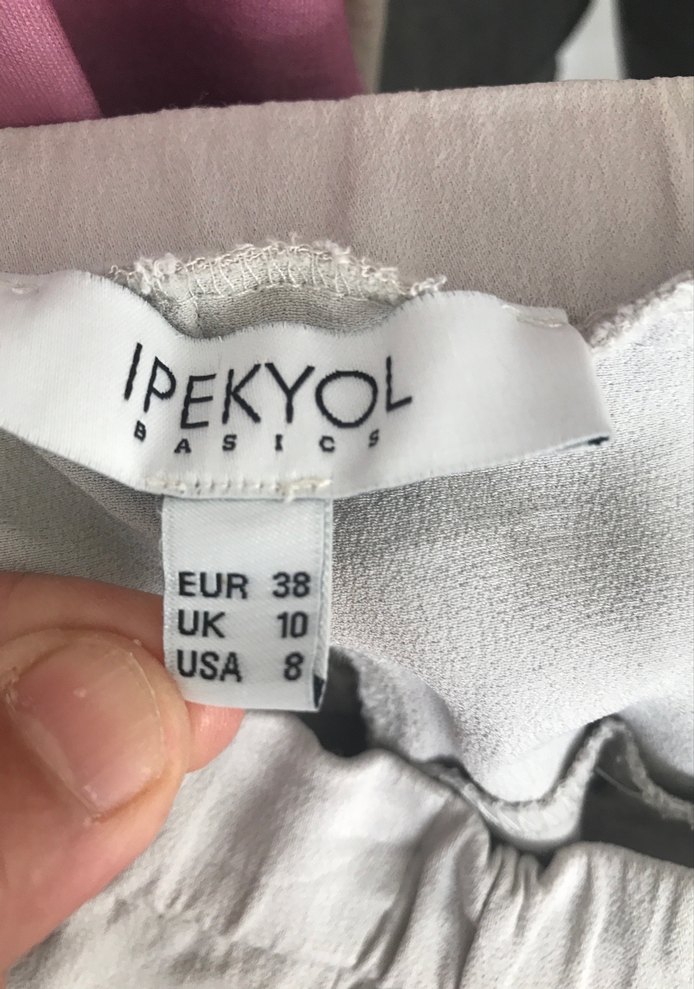 IPEKYOL
BASICS
EUR 38
UK 10
USA 8